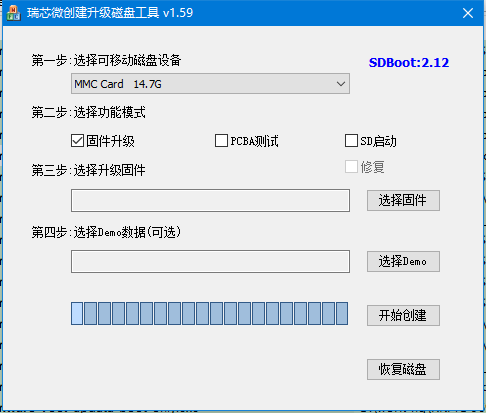 瑞芯微创建升级磁盘工具 v1.59
第一步:选择可移动磁盘设备
SDBoot:2.12
MMC Card 14.7G
第二步:选择功能模式
固件升级 PCBA测试 SD启动
修复
第三步:选择升级固件
选择固件
第四步:选择Demo数据(可选)
选择Demo
开始创建
恢复磁盘